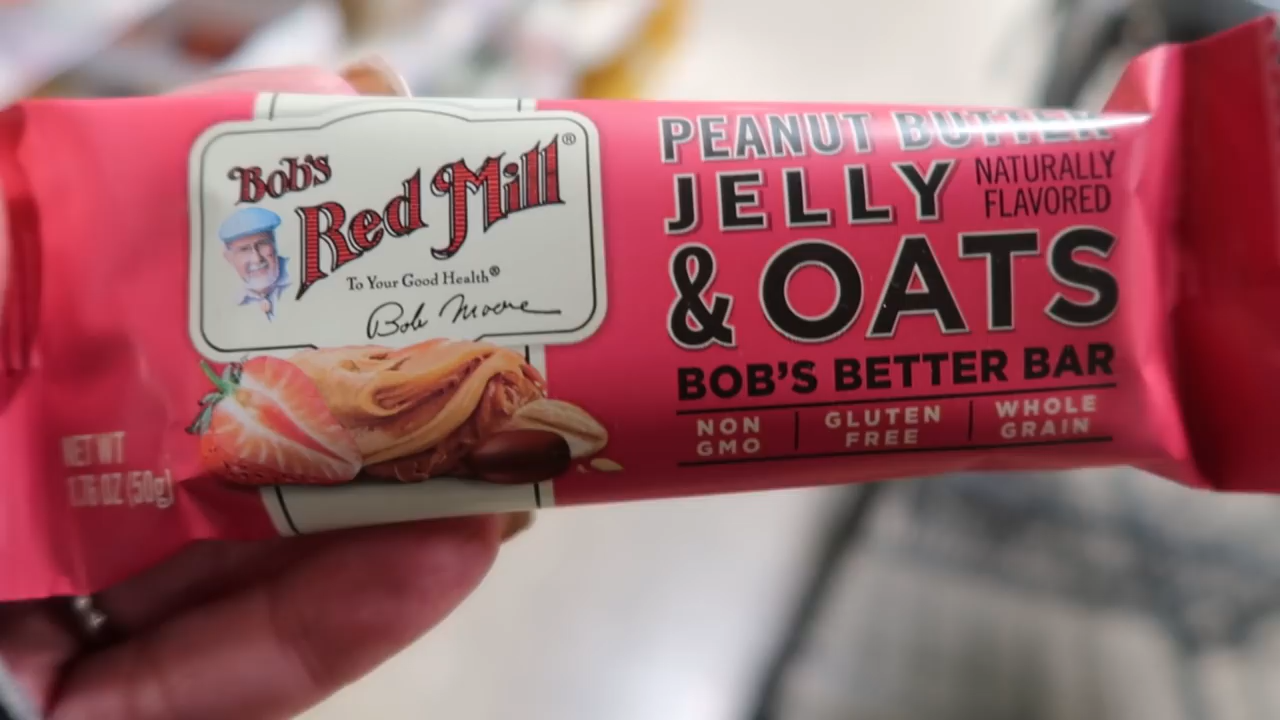 Bob's
Red Mill®
To Your Good Health®
Bob Moore
NET WT
1.76 OZ (50g)
PEANUT BUTTER
JELLY
NATURALLY
FLAVORED
& OATS
BOB'S BETTER BAR
NON
GMO
GLUTEN
FREE
WHOLE
GRAIN